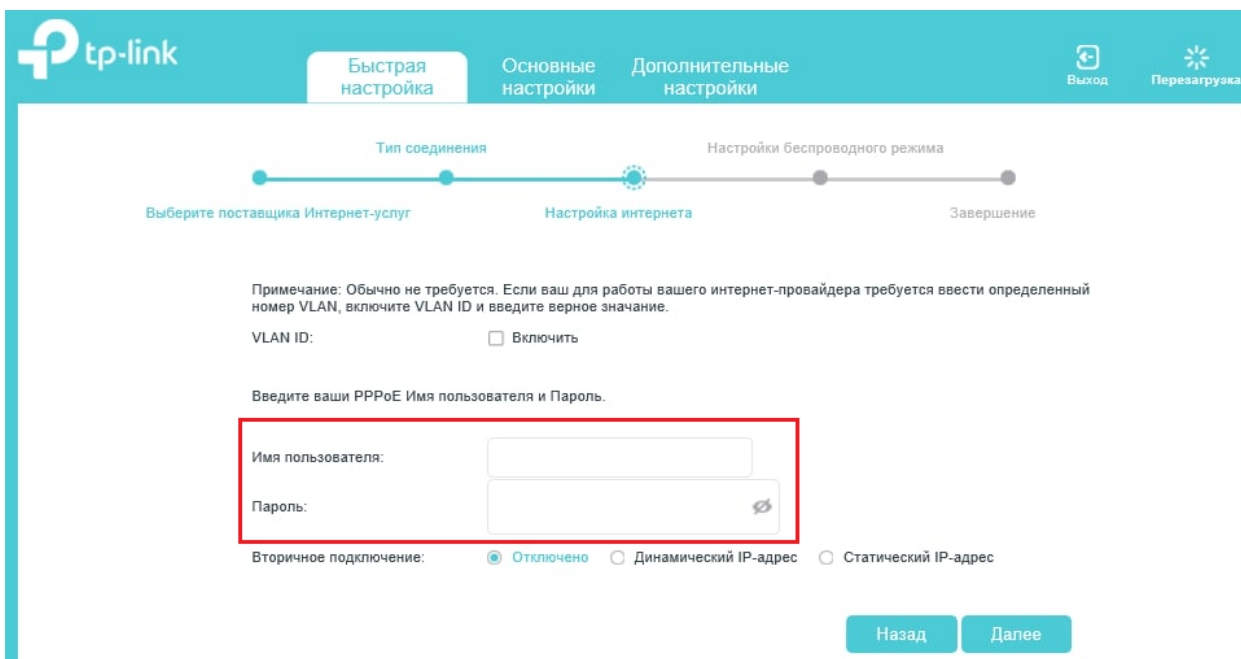 tp-link
Быстрая
настройка
Основные
настройки
Дополнительные
настройки
Выход
Перезагрузка
Тип соединения
Настройки беспроводного режима
Выберите поставщика Интернет-услуг
Настройка интернета
Завершение
Примечание: Обычно не требуется. Если ваш для работы вашего интернет-провайдера требуется ввести определенный
номер VLAN, включите VLAN ID и введите верное значение.
VLAN ID:
Включить
Введите ваши PPPoE Имя пользователя и Пароль.
Имя пользователя:
Пароль:
Вторичное подключение:
Отключено
Динамический IP-адрес
Статический IP-адрес
Назад
Далее